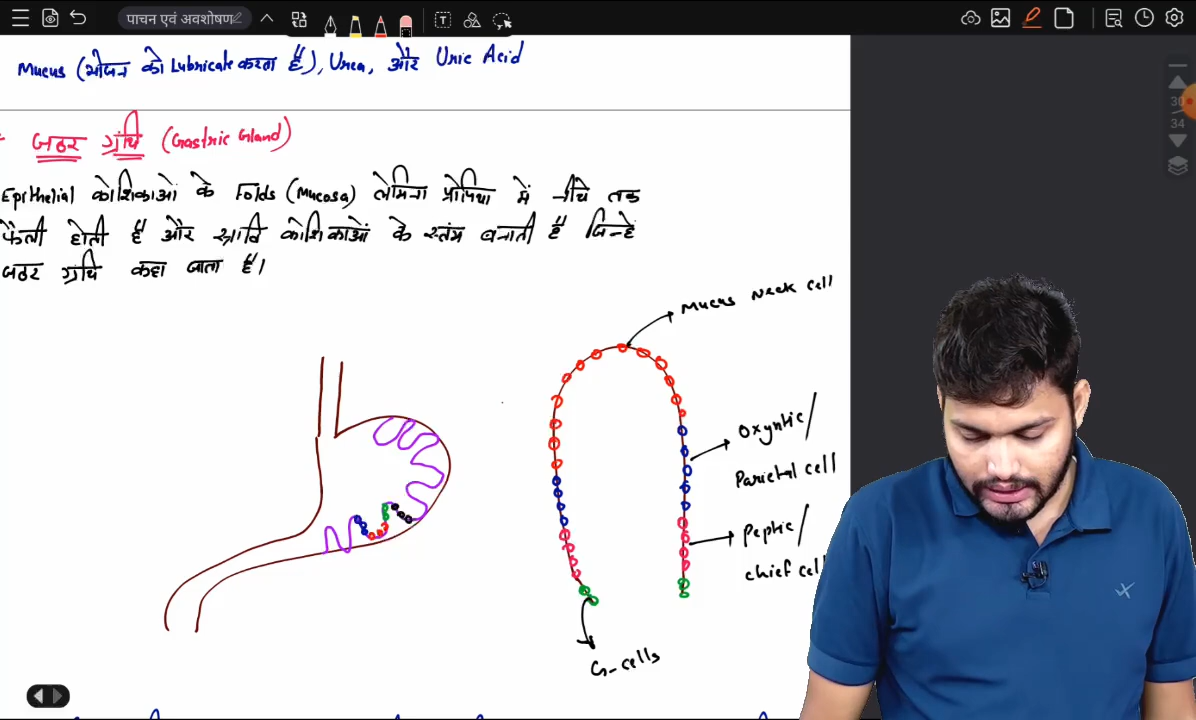 पाचन एवं अवशोषण
Mucus (भोजन को Lubricate करता है), Urea, और Uric Acid
जठर ग्रंथि (Gastric Gland)
Epithelial कोशिकाओं के Folds (Mucosa) लेमिना प्रोपिया में नीचे तक
फैली होती है और स्रावि कोशिकाओं के स्तंभ बनाती है जिन्हे
जठर ग्रंथि कहा जाता है।
Mucus Neck cell
Oxyntic/
Parietal cell
Peptic/
chief cell
G-cells
34